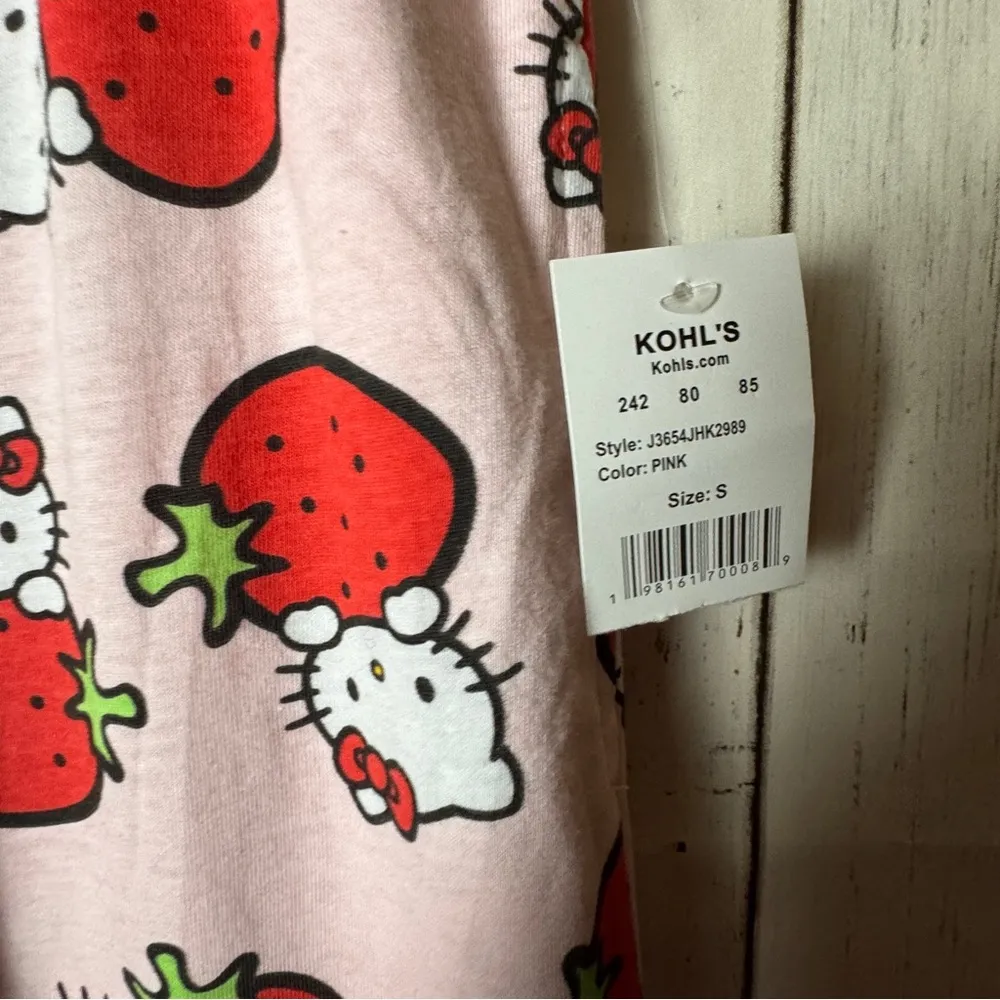 KOHL'S
Kohls.com
242 80 85
Style: J3654JHK2989
Color: PINK
Size: S
1 98161 70008 9